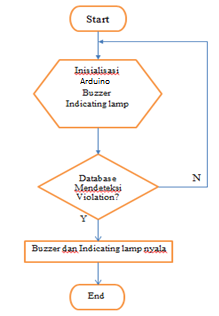 Start
Inisialisasi
Arduino
Buzzer
Indicating lamp
Database
Mendeteksi
Violation?
N
Y
Buzzer dan Indicating lamp nyala
End